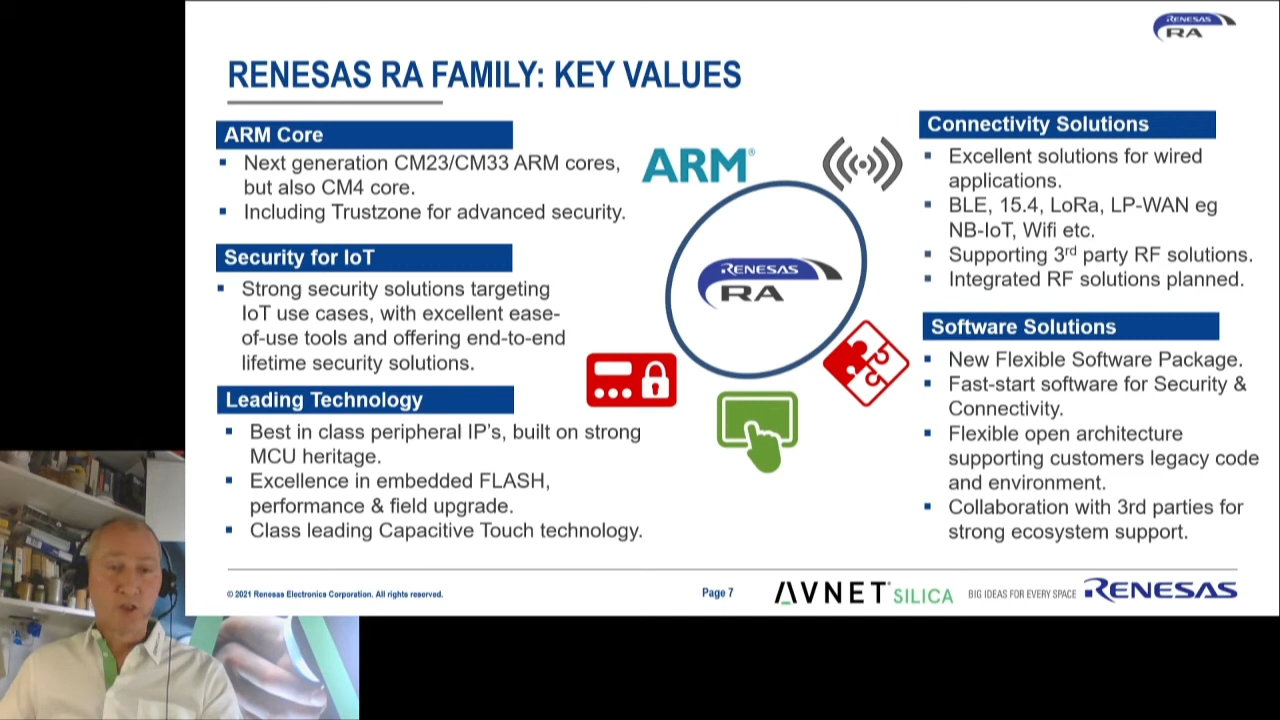 RENESAS
RA
RENESAS RA FAMILY: KEY VALUES
ARM Core
▪ Next generation CM23/CM33 ARM cores,
but also CM4 core.
▪ Including Trustzone for advanced security.
Security for IoT
▪ Strong security solutions targeting
IoT use cases, with excellent ease-
of-use tools and offering end-to-end
lifetime security solutions.
Leading Technology
▪ Best in class peripheral IP's, built on strong
MCU heritage.
▪ Excellence in embedded FLASH,
performance & field upgrade.
▪ Class leading Capacitive Touch technology.
ARM®
RENESAS
RA
Connectivity Solutions
▪ Excellent solutions for wired
applications.
▪ BLE, 15.4, LoRa, LP-WAN eg
NB-IoT, Wifi etc.
▪ Supporting 3rd party RF solutions.
▪ Integrated RF solutions planned.
Software Solutions
▪ New Flexible Software Package.
▪ Fast-start software for Security &
Connectivity.
▪ Flexible open architecture
supporting customers legacy code
and environment.
▪ Collaboration with 3rd parties for
strong ecosystem support.
© 2021 Renesas Electronics Corporation. All rights reserved.
Page 7
AVNET SILICA
BIG IDEAS FOR EVERY SPACE
RENESAS